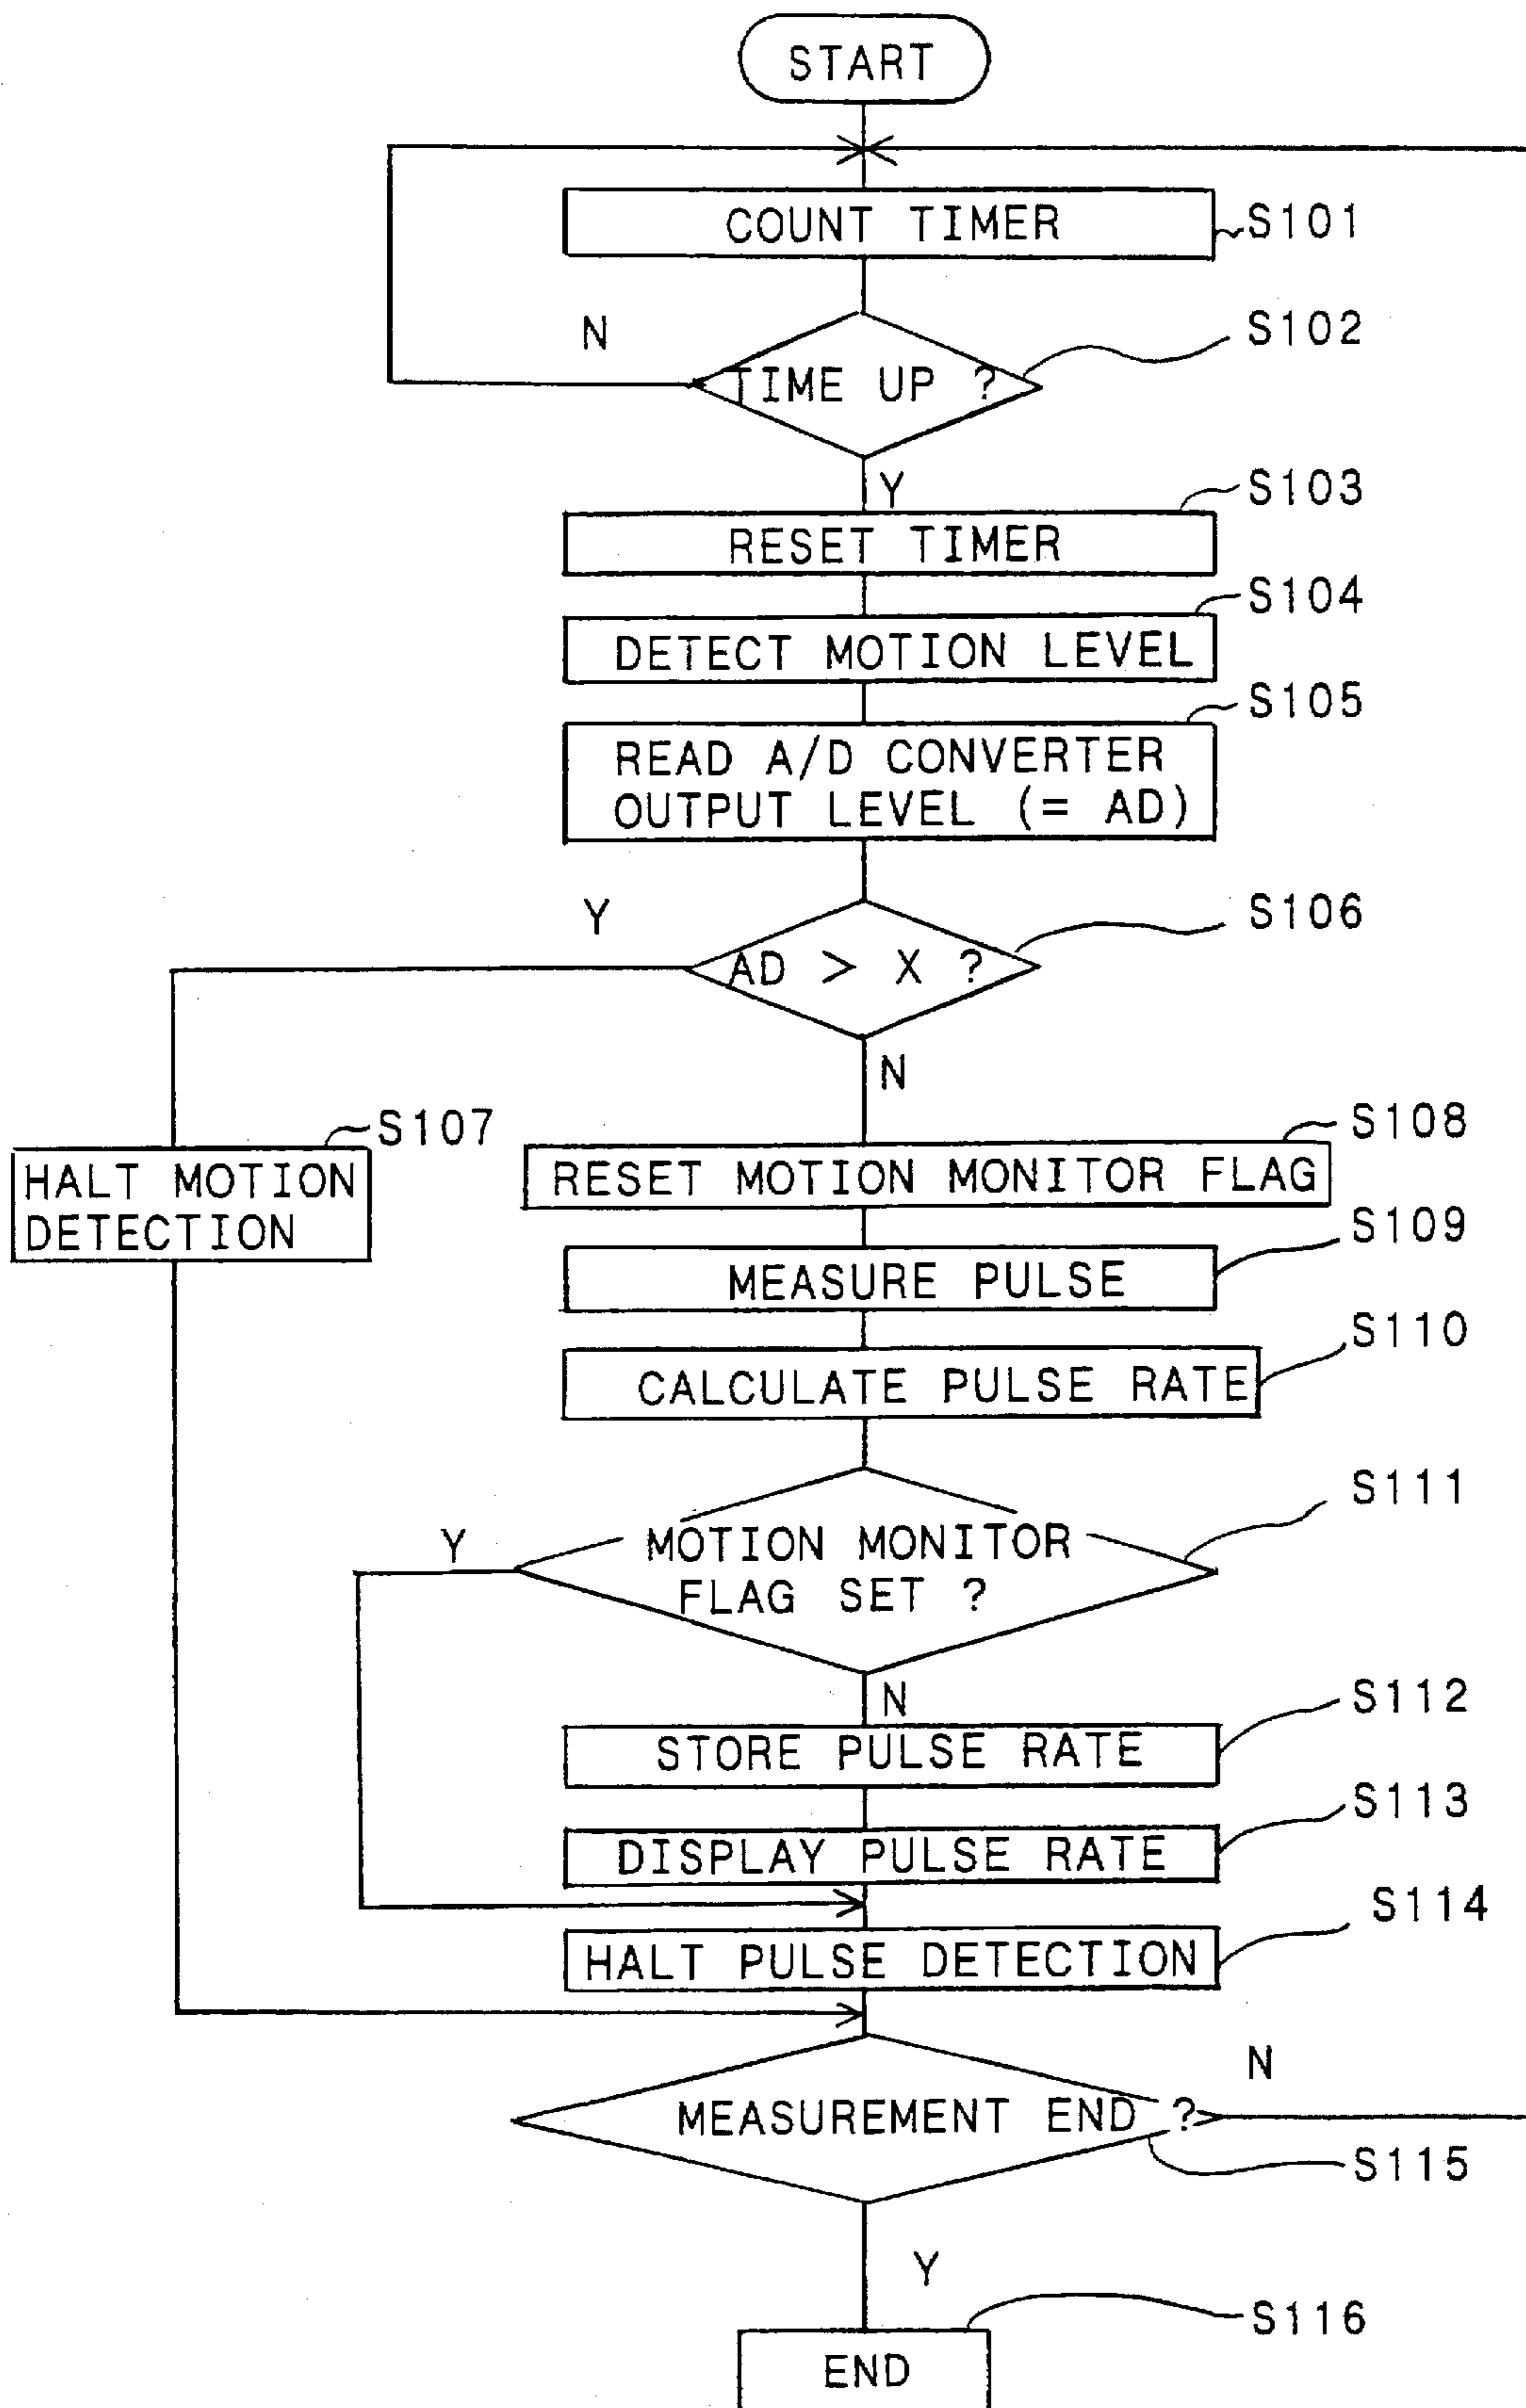 START
COUNT TIMER
S101
N
S102
TIME UP ?
Y
S103
RESET TIMER
S104
DETECT MOTION LEVEL
S105
READ A/D CONVERTER
OUTPUT LEVEL (= AD)
Y
S106
AD > X ?
N
S107
S108
HALT MOTION
DETECTION
RESET MOTION MONITOR FLAG
S109
MEASURE PULSE
S110
CALCULATE PULSE RATE
S111
Y
MOTION MONITOR
FLAG SET ?
N
S112
STORE PULSE RATE
S113
DISPLAY PULSE RATE
S114
HALT PULSE DETECTION
N
MEASUREMENT END ?
S115
Y
S116
END